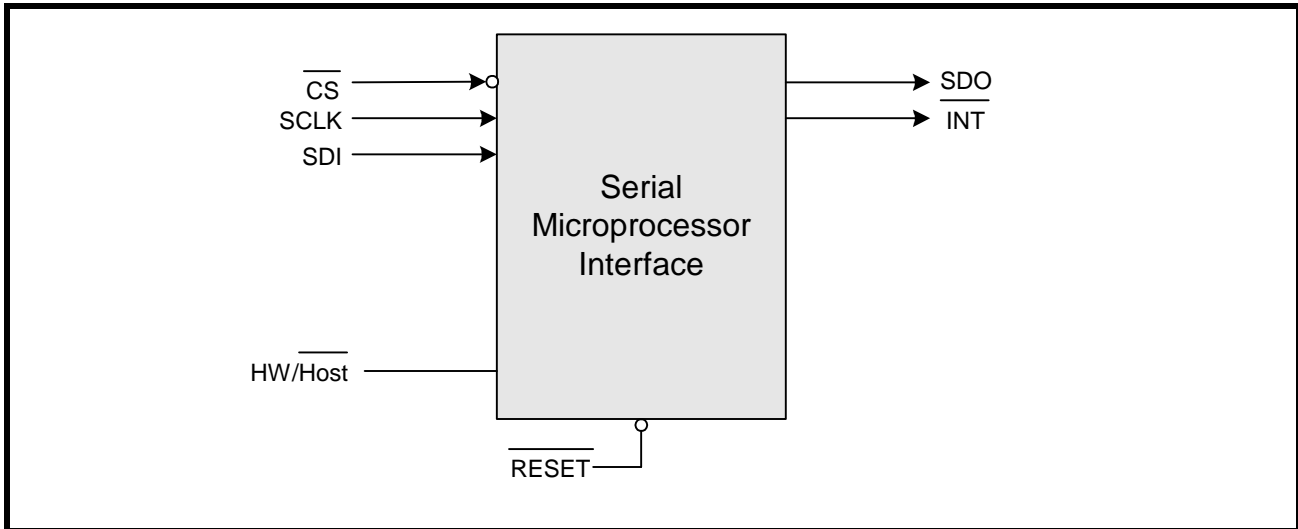 CS
SCLK
SDI
SDO
INT
Serial
Microprocessor
Interface
HW/Host
RESET